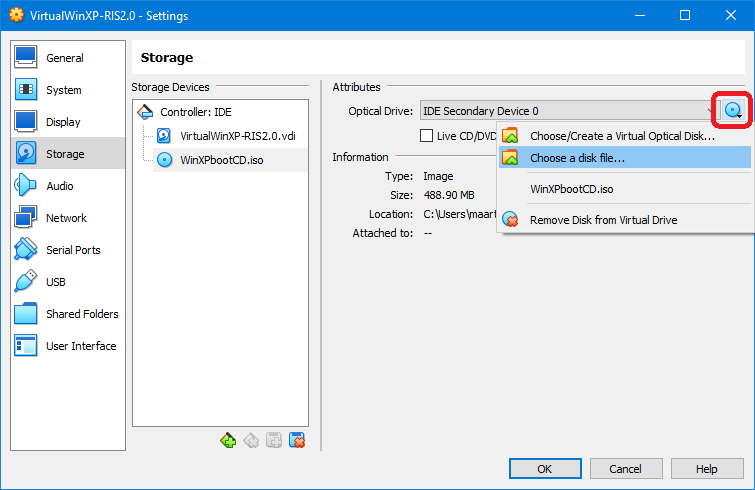 VirtualWinXP-RIS2.0 - Settings
General
System
Display
Storage
Audio
Network
Serial Ports
USB
Shared Folders
User Interface
Storage
Storage Devices
Controller: IDE
VirtualWinXP-RIS2.0.vdi
WinXPbootCD.iso
Attributes
Optical Drive: IDE Secondary Device 0
Live CD/DVD
Choose/Create a Virtual Optical Disk...
Choose a disk file...
WinXPbootCD.iso
Remove Disk from Virtual Drive
Information
Type: Image
Size: 488.90 MB
Location: C:\Users\maart
Attached to: --
OK
Cancel
Help